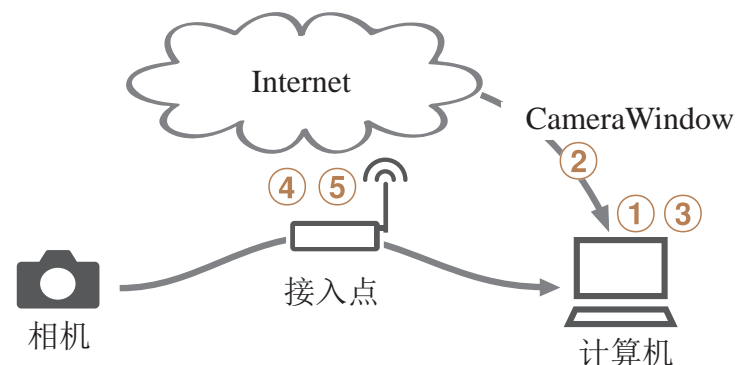 Internet
CameraWindow
②
④ ⑤
① ③
接入点
相机
计算机